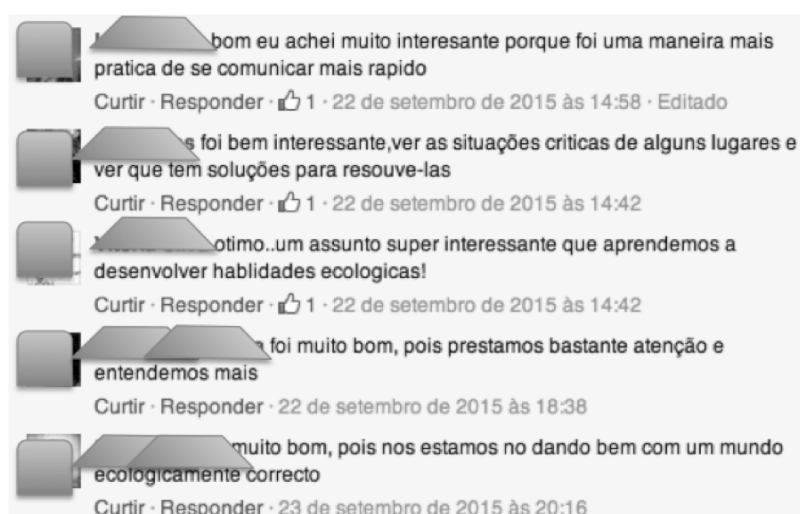 bom eu achei muito interesante porque foi uma maneira mais
pratica de se comunicar mais rapido
Curtir · Responder · 1 · 22 de setembro de 2015 às 14:58 · Editado
foi bem interessante,ver as situações criticas de alguns lugares e
ver que tem soluções para resouve-las
Curtir · Responder · 1 · 22 de setembro de 2015 às 14:42
otimo..um assunto super interessante que aprendemos a
desenvolver hablidades ecologicas!
Curtir · Responder · 1 · 22 de setembro de 2015 às 14:42
foi muito bom, pois prestamos bastante atenção e
entendemos mais
Curtir · Responder · 22 de setembro de 2015 às 18:38
muito bom, pois nos estamos no dando bem com um mundo
ecologicamente correcto
Curtir · Responder · 23 de setembro de 2015 às 20:16